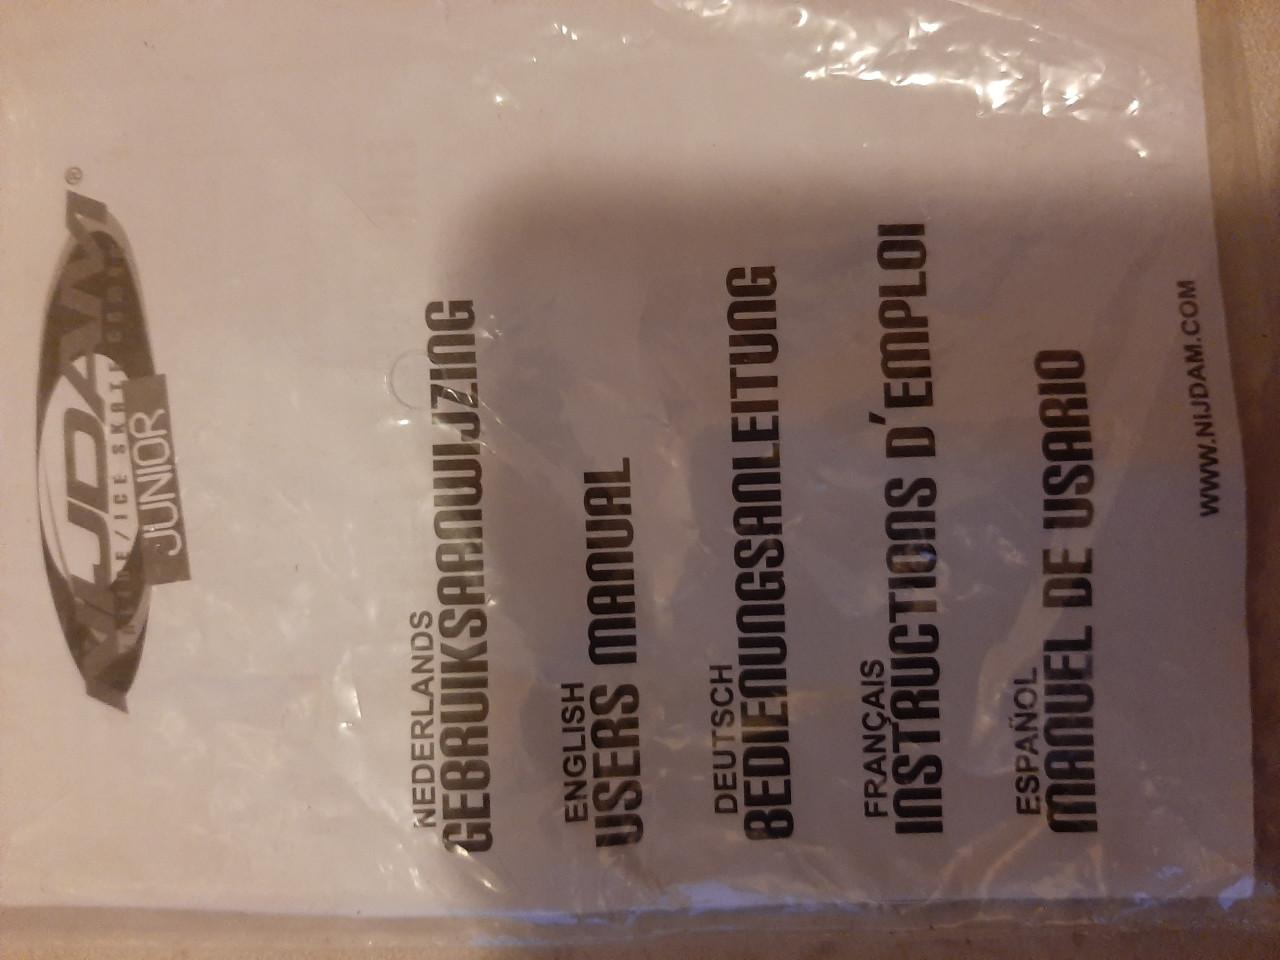 NIJDAM®
JUNIOR
NEDERLANDS
GEBRUIKSAANWIJZING
ENGLISH
USERS MANUAL
DEUTSCH
BEDIENUNGSANLEITUNG
FRANÇAIS
INSTRUCTIONS D´EMPLOI
ESPAÑOL
MANUEL DE USARIO
WWW.NIJDAM.COM